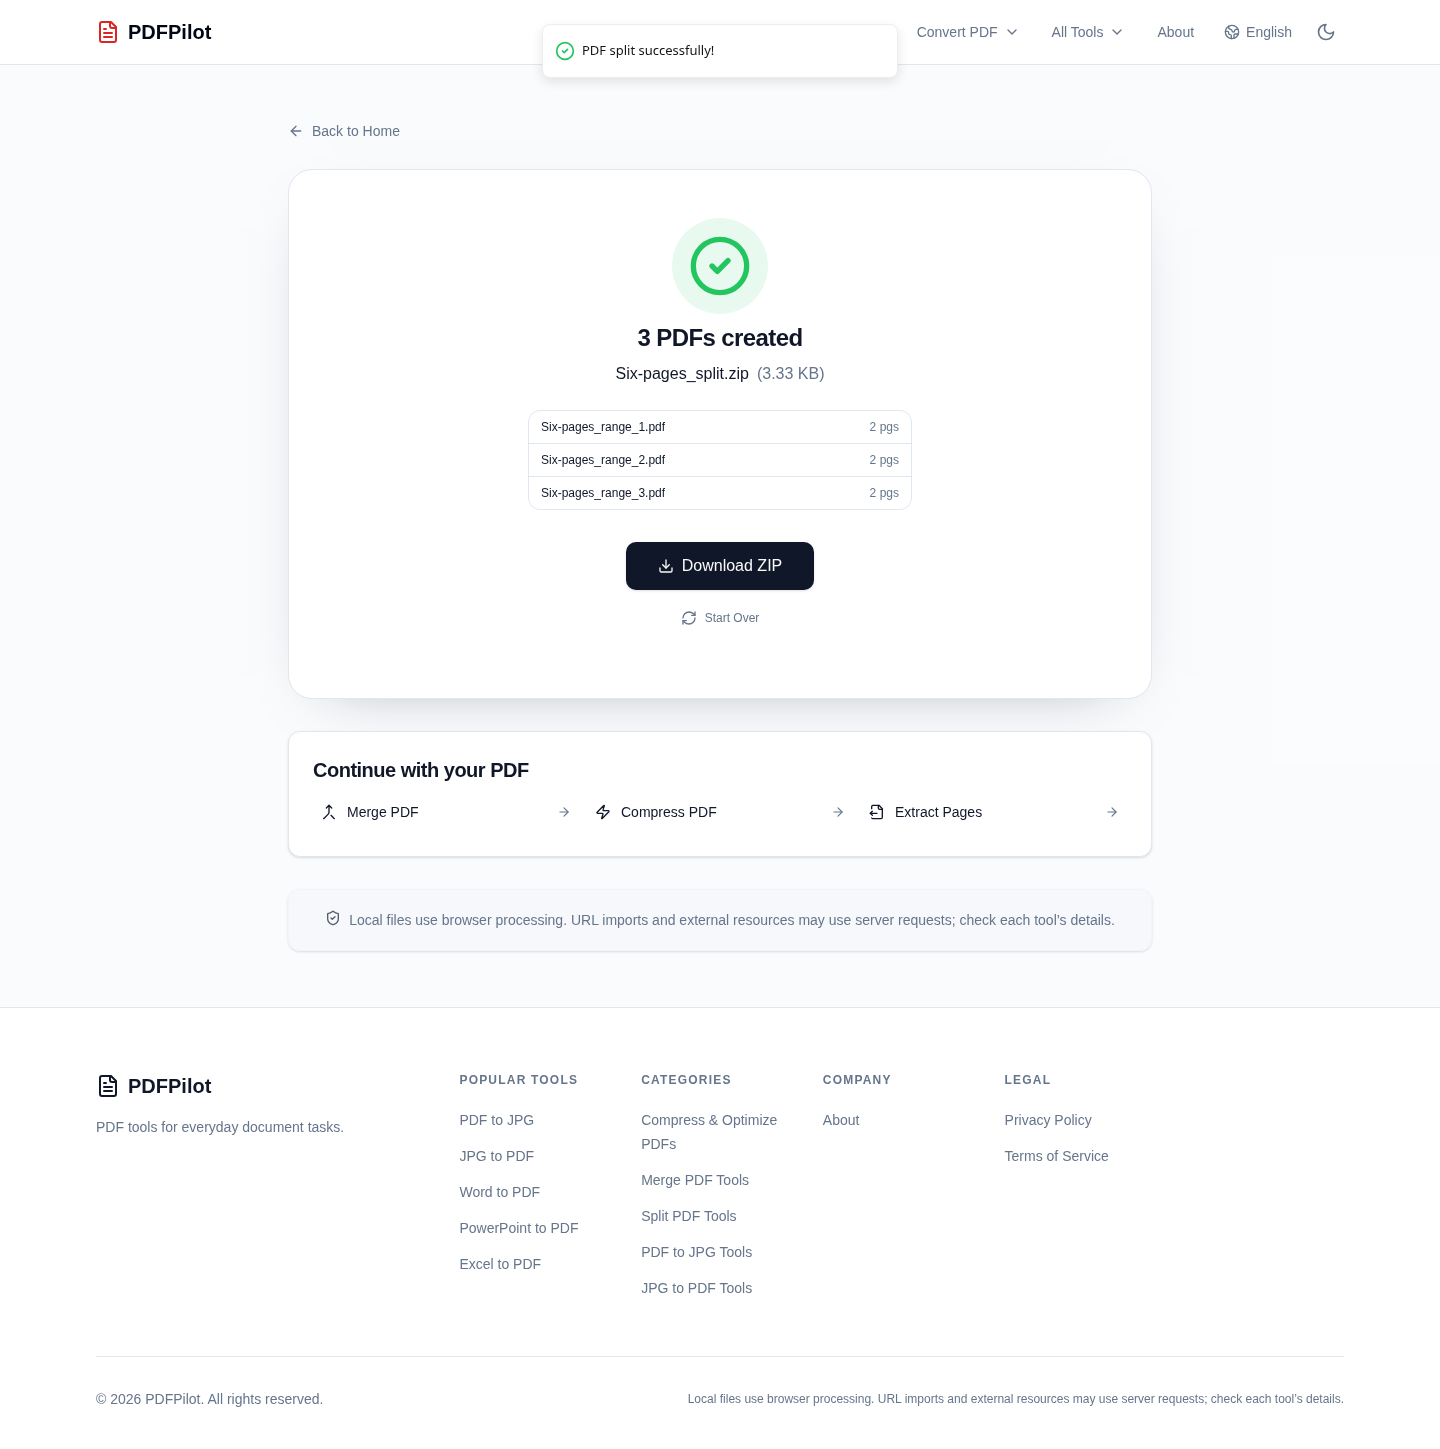 PDFPilot
PDF split successfully!
Convert PDF
All Tools
About
English
Back to Home
3 PDFs created
Six-pages_split.zip (3.33 KB)
Six-pages_range_1.pdf 2 pgs
Six-pages_range_2.pdf 2 pgs
Six-pages_range_3.pdf 2 pgs
Download ZIP
Start Over
Continue with your PDF
Merge PDF
Compress PDF
Extract Pages
Local files use browser processing. URL imports and external resources may use server requests; check each tool’s details.
PDFPilot
PDF tools for everyday document tasks.
POPULAR TOOLS
PDF to JPG
JPG to PDF
Word to PDF
PowerPoint to PDF
Excel to PDF
CATEGORIES
Compress & Optimize
PDFs
Merge PDF Tools
Split PDF Tools
PDF to JPG Tools
JPG to PDF Tools
COMPANY
About
LEGAL
Privacy Policy
Terms of Service
© 2026 PDFPilot. All rights reserved.
Local files use browser processing. URL imports and external resources may use server requests; check each tool’s details.